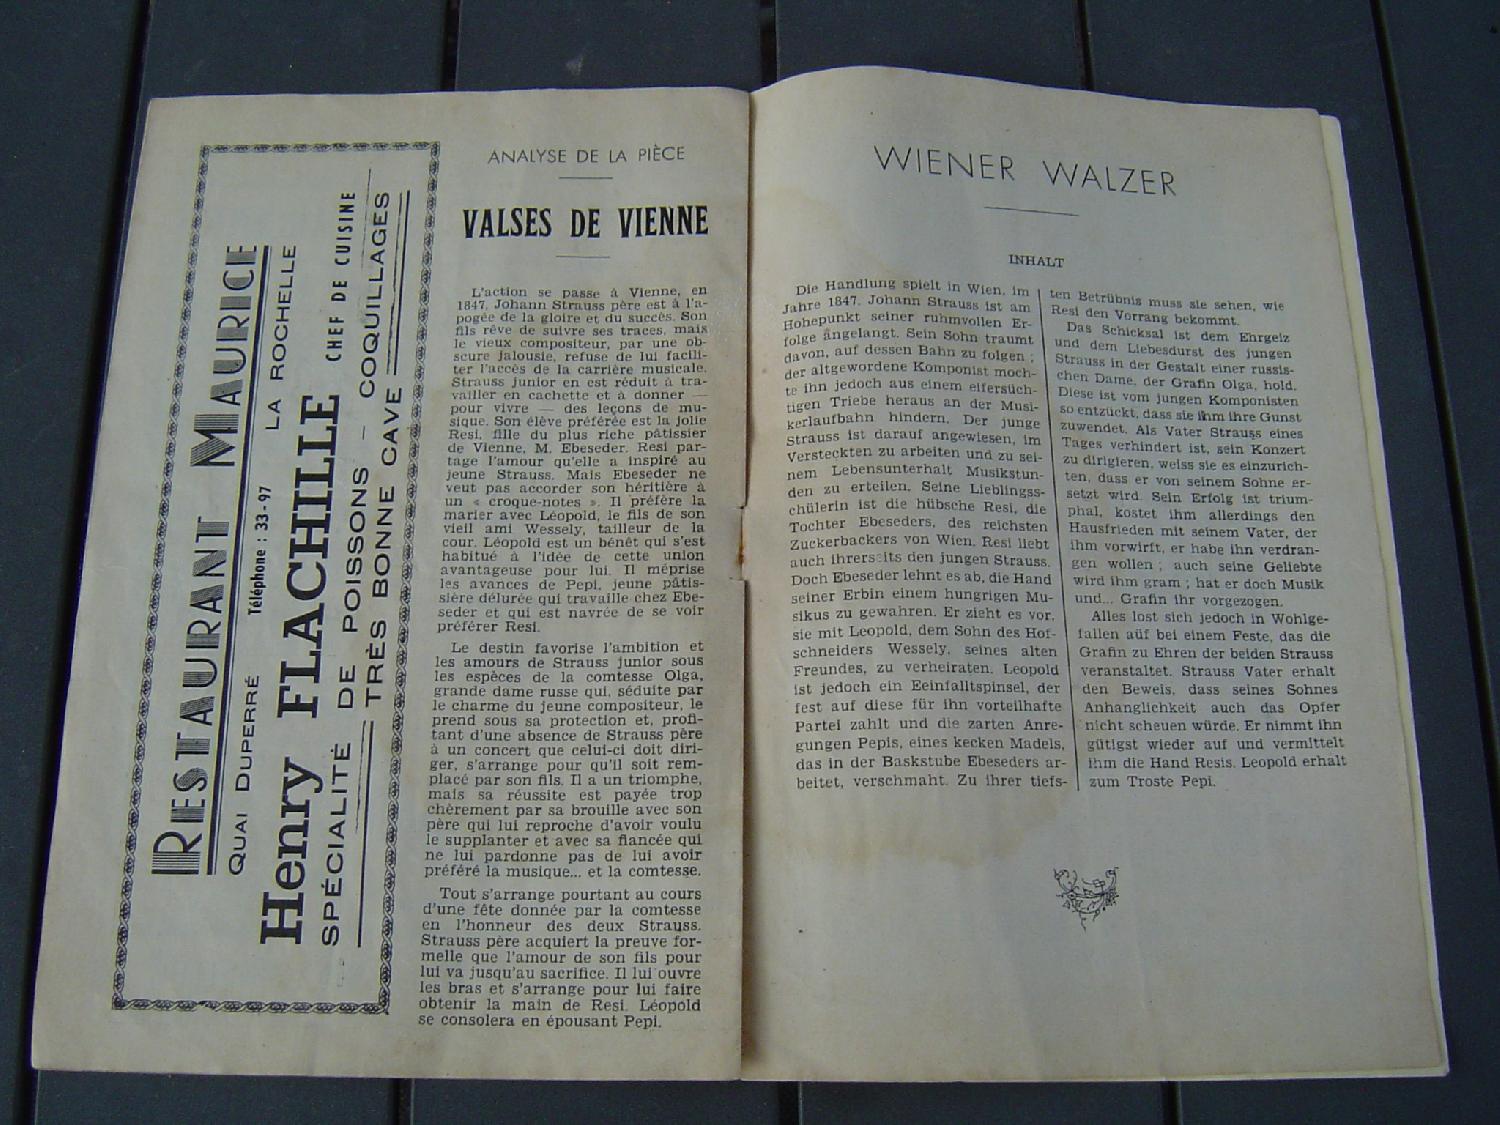 RESTAURANT MAURICE
QUAI DUPERRÉ Téléphone : 33-97 LA ROCHELLE
Henry FLACHILLE CHEF DE CUISINE
SPÉCIALITÉ DE POISSONS - COQUILLAGES
TRÈS BONNE CAVE
ANALYSE DE LA PIÈCE
VALSES DE VIENNE
L'action se passe à Vienne, en
1847. Johann Strauss père est à l'a-
pogée de la gloire et du succès. Son
fils rêve de suivre ses traces, mais
le vieux compositeur, par une ob-
scure jalousie, refuse de lui facili-
ter l'accès de la carrière musicale.
Strauss junior en est réduit à tra-
vailler en cachette et à donner —
pour vivre — des leçons de mu-
sique. Son élève préférée est la jolie
Resi, fille du plus riche pâtissier
de Vienne, M. Ebeseder. Resi par-
tage l'amour qu'elle a inspiré au
jeune Strauss. Mais Ebeseder ne
veut pas accorder son héritière à
un « croque-notes ». Il préfère la
marier avec Léopold, le fils de son
vieil ami Wessely, tailleur de la
cour. Léopold est un bénêt qui s'est
habitué à l'idée de cette union
avantageuse pour lui. Il méprise
les avances de Pepi, jeune pâtis-
sière délurée qui travaille chez Ebe-
seder et qui est navrée de se voir
préférer Resi.
Le destin favorise l'ambition et
les amours de Strauss junior sous
les espèces de la comtesse Olga,
grande dame russe qui, séduite par
le charme du jeune compositeur, le
prend sous sa protection et, profi-
tant d'une absence de Strauss père
à un concert que celui-ci doit diri-
ger, s'arrange pour qu'il soit rem-
placé par son fils. Il a un triomphe,
mais sa réussite est payée trop
chèrement par sa brouille avec son
père qui lui reproche d'avoir voulu
le supplanter et avec sa fiancée qui
ne lui pardonne pas de lui avoir
préféré la musique... et la comtesse.
Tout s'arrange pourtant au cours
d'une fête donnée par la comtesse
en l'honneur des deux Strauss.
Strauss père acquiert la preuve for-
melle que l'amour de son fils pour
lui va jusqu'au sacrifice. Il lui ouvre
les bras et s'arrange pour lui faire
obtenir la main de Resi. Léopold
se consolera en épousant Pepi.
WIENER WALZER
INHALT
Die Handlung spielt in Wien, im
Jahre 1847. Johann Strauss ist am
Hohepunkt seiner ruhmvollen Er-
folge angelangt. Sein Sohn traumt
davon, auf dessen Bahn zu folgen ;
der altgewordene Komponist moch-
te ihn jedoch aus einem eifersüch-
tigen Triebe heraus an der Musi-
kerlaufbahn hindern. Der junge
Strauss ist darauf angewiesen, im
Versteckten zu arbeiten und zu sei-
nem Lebensunterhalt Musikstun-
den zu erteilen. Seine Lieblingss-
chülerin ist die hübsche Resi, die
Tochter Ebeseders, des reichsten
Zuckerbackers von Wien. Resi liebt
auch ihrerseits den jungen Strauss.
Doch Ebeseder lehnt es ab, die Hand
seiner Erbin einem hungrigen Mu-
sikus zu gewahren. Er zieht es vor,
sie mit Leopold, dem Sohn des Hof-
schneiders Wessely, seines alten
Freundes, zu verheiraten. Leopold
ist jedoch ein Eeinfalltspinsel, der
fest auf diese für ihn vorteilhafte
Partei zahlt und die zarten Anre-
gungen Pepis, eines kecken Madels,
das in der Baskstube Ebeseders ar-
beitet, verschmaht. Zu ihrer tiefs-
ten Betrübnis muss sie sehen, wie
Resi den Vorrang bekommt.
Das Schicksal ist dem Ehrgeiz
und dem Liebesdurst des jungen
Strauss in der Gestalt einer russis-
chen Dame, der Grafin Olga, hold.
Diese ist vom jungen Komponisten
so entzückt, dass sie ihm ihre Gunst
zuwendet. Als Vater Strauss eines
Tages verhindert ist, sein Konzert
zu dirigieren, weiss sie es einzurich-
ten, dass er von seinem Sohne er-
setzt wird. Sein Erfolg ist trium-
phal, kostet ihm allerdings den
Hausfrieden mit seinem Vater, der
ihm vorwirft, er habe ihn verdran-
gen wollen ; auch seine Geliebte
wird ihm gram ; hat er doch Musik
und... Grafin ihr vorgezogen.
Alles lost sich jedoch in Wohlge-
fallen aüf bei einem Feste, das die
Grafin zu Ehren der beiden Strauss
veranstaltet. Strauss Vater erhalt
den Beweis, dass seines Sohnes
Anhanglichkeit auch das Opfer
nicht scheuen würde. Er nimmt ihn
gütigst wieder auf und vermittelt
ihm die Hand Resis. Leopold erhalt
zum Troste Pepi.